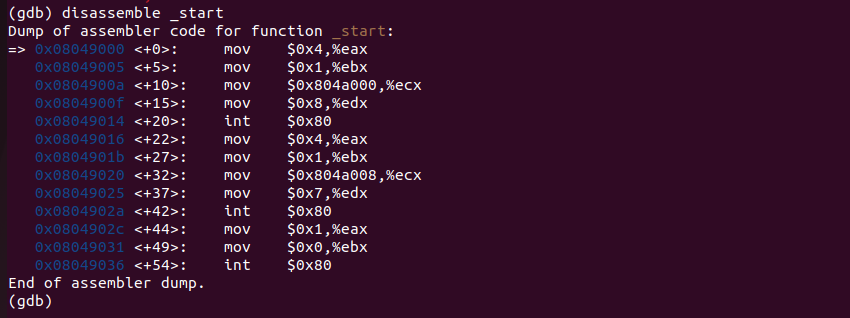 (gdb) disassemble _start
Dump of assembler code for function _start:
=> 0x08049000 <+0>:     mov    $0x4,%eax
   0x08049005 <+5>:     mov    $0x1,%ebx
   0x0804900a <+10>:    mov    $0x804a000,%ecx
   0x0804900f <+15>:    mov    $0x8,%edx
   0x08049014 <+20>:    int    $0x80
   0x08049016 <+22>:    mov    $0x4,%eax
   0x0804901b <+27>:    mov    $0x1,%ebx
   0x08049020 <+32>:    mov    $0x804a008,%ecx
   0x08049025 <+37>:    mov    $0x7,%edx
   0x0804902a <+42>:    int    $0x80
   0x0804902c <+44>:    mov    $0x1,%eax
   0x08049031 <+49>:    mov    $0x0,%ebx
   0x08049036 <+54>:    int    $0x80
End of assembler dump.
(gdb)